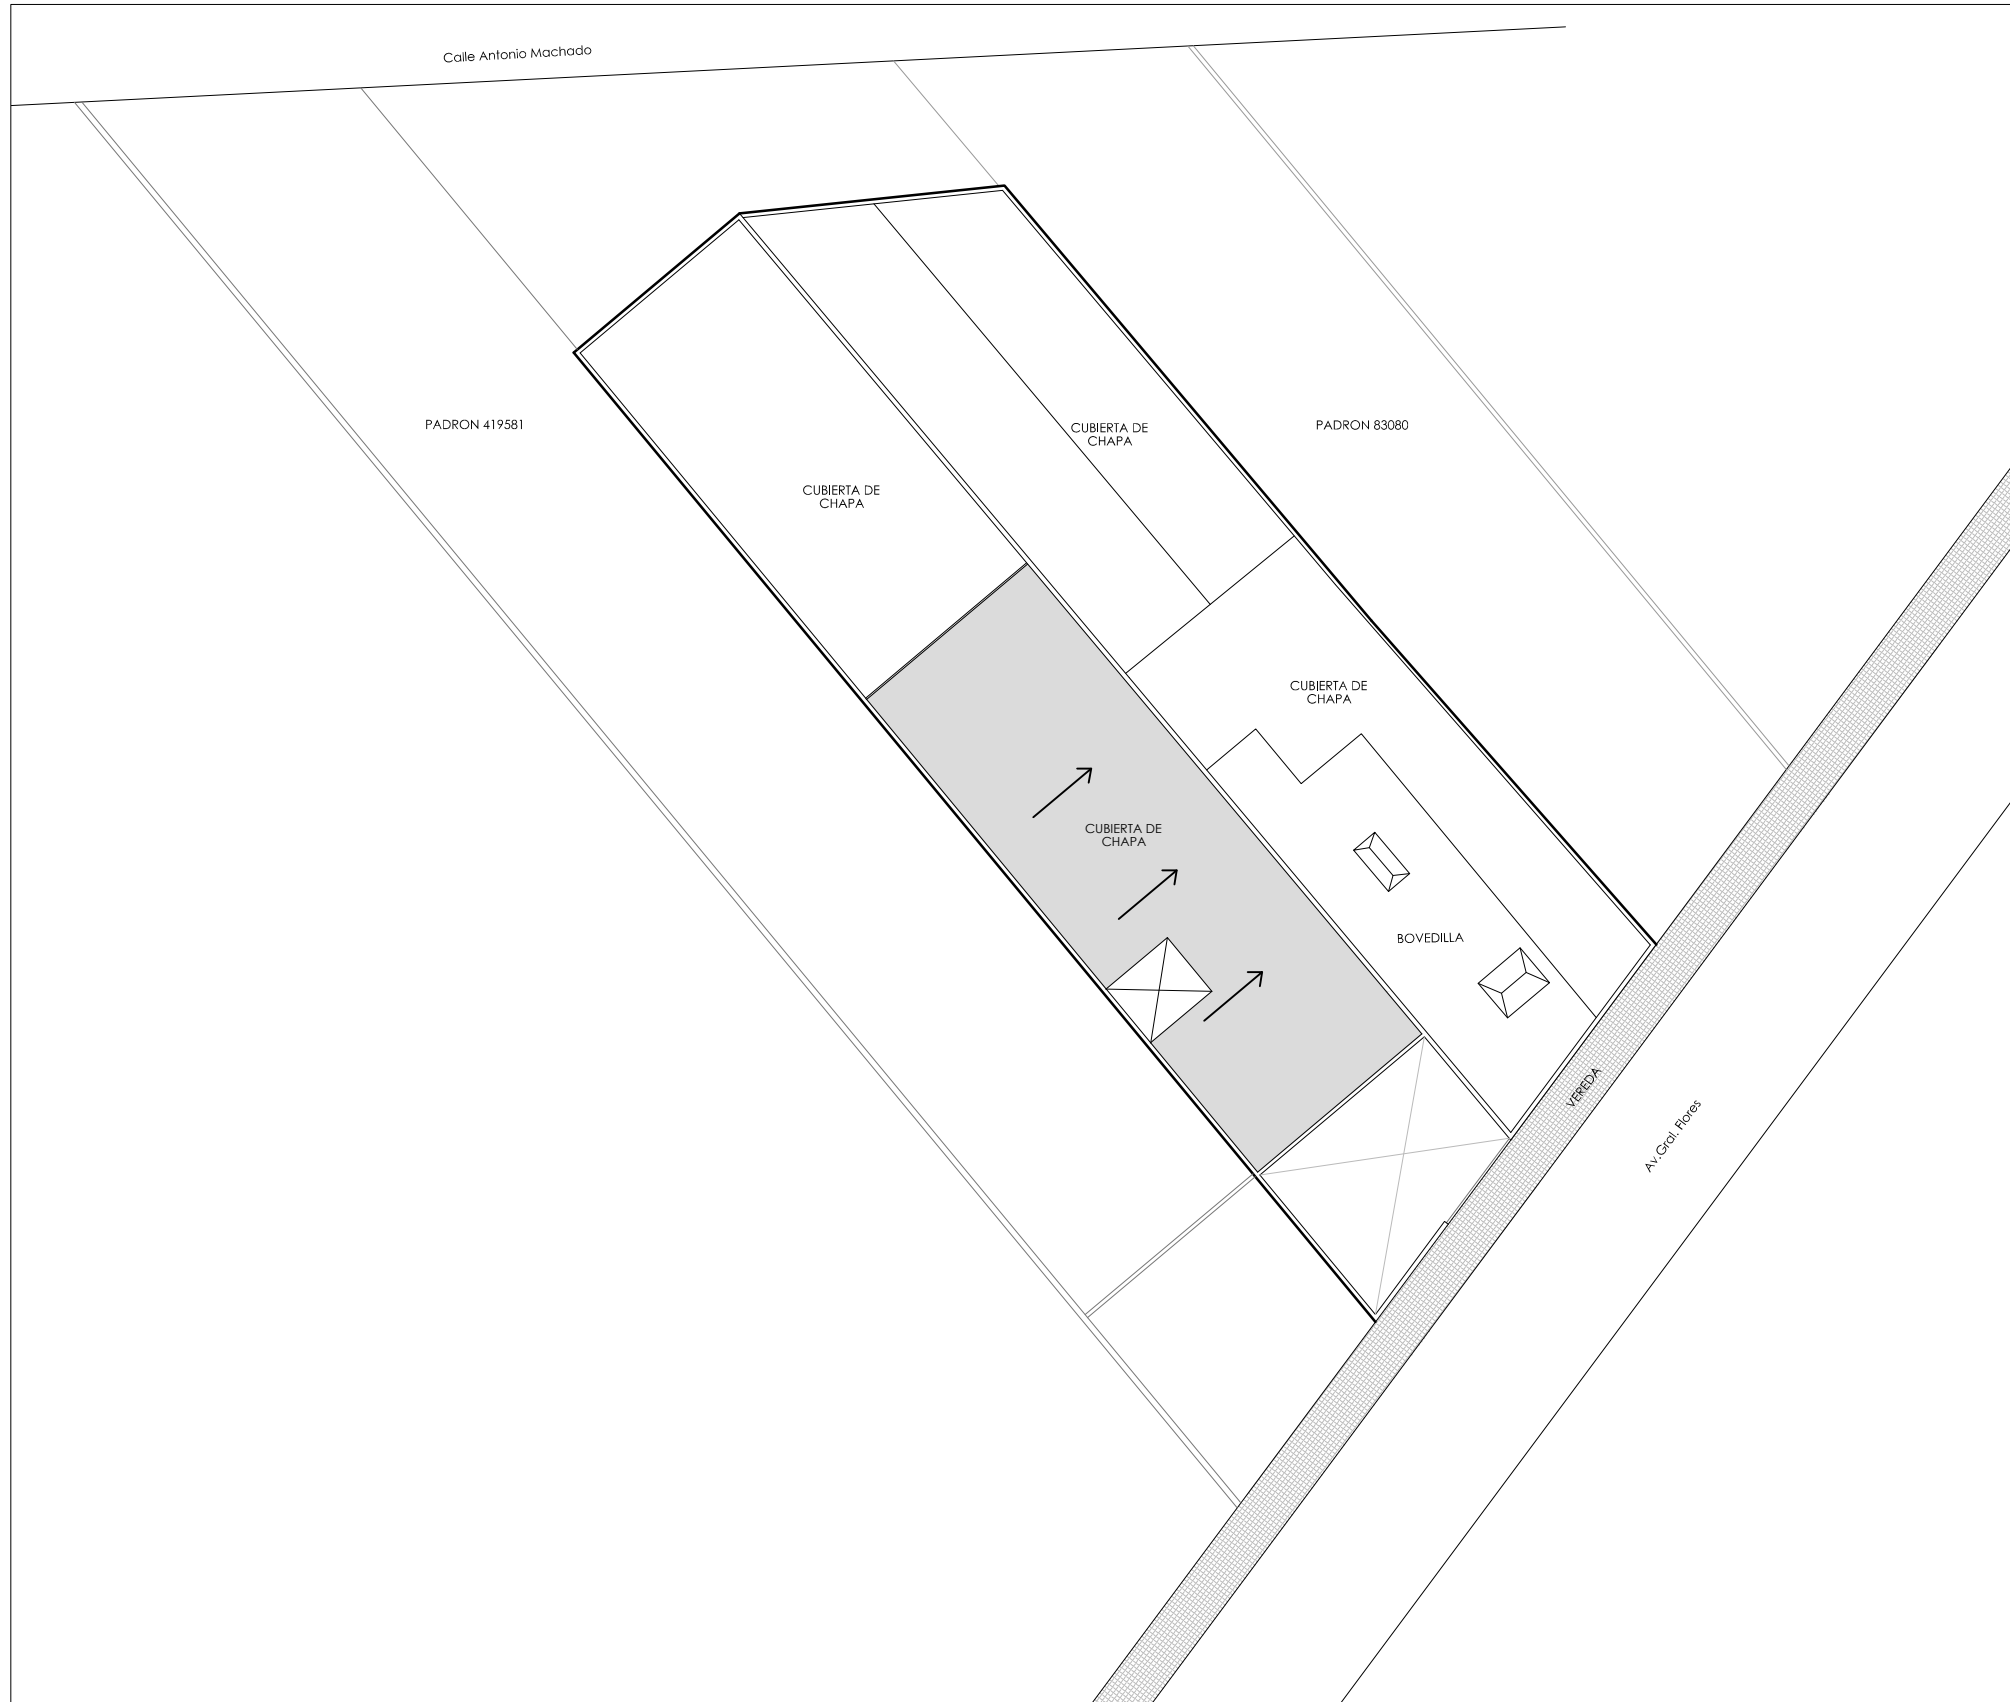 Calle Antonio Machado
PADRON 419581
CUBIERTA DE
CHAPA
PADRON 83080
CUBIERTA DE
CHAPA
CUBIERTA DE
CHAPA
CUBIERTA DE
CHAPA
BOVEDILLA
VEREDA
Av. Gral. Flores